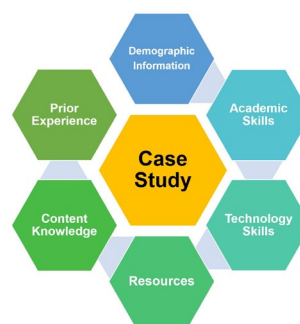 Demographic
Information
Prior
Experience
Academic
Skills
Case
Study
Content
Knowledge
Technology
Skills
Resources